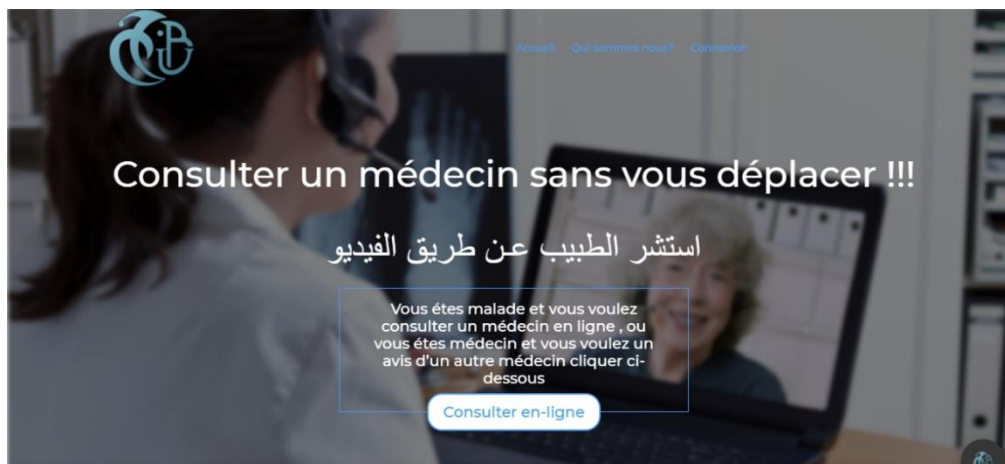 Accueil Qui sommes nous? Connexion
Consulter un médecin sans vous déplacer !!!
استشر الطبيب عن طريق الفيديو
Vous étes malade et vous voulez
consulter un médecin en ligne , ou
vous étes médecin et vous voulez un
avis d'un autre médecin cliquer ci-
dessous
Consulter en-ligne